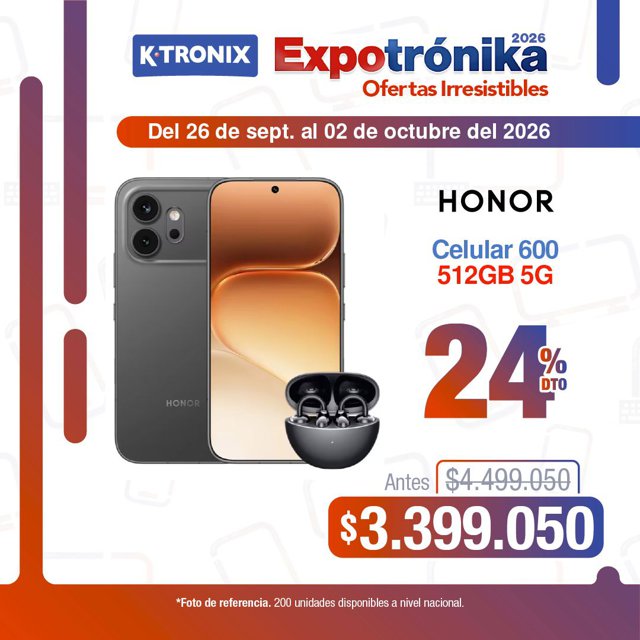 K-TRONIX
Expotrónika 2026
Ofertas Irresistibles
Del 26 de sept. al 02 de octubre del 2026
HONOR
Celular 600
512GB 5G
24% DTO
HONOR
Antes $4.499.050
$3.399.050
*Foto de referencia. 200 unidades disponibles a nivel nacional.